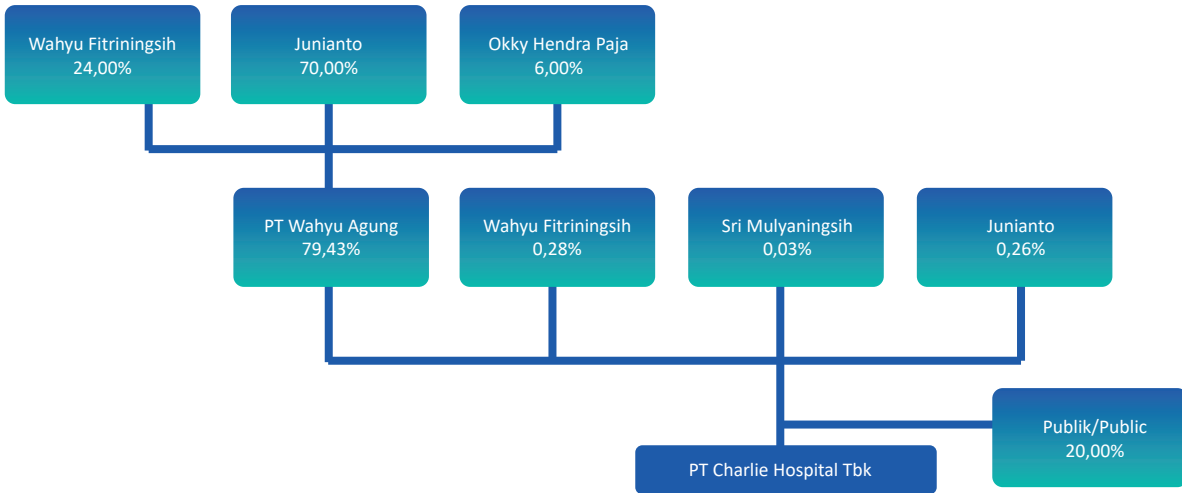 Wahyu Fitriningsih
24,00%
Junianto
70,00%
Okky Hendra Paja
6,00%
PT Wahyu Agung
79,43%
Wahyu Fitriningsih
0,28%
Sri Mulyaningsih
0,03%
Junianto
0,26%
Publik/Public
20,00%
PT Charlie Hospital Tbk